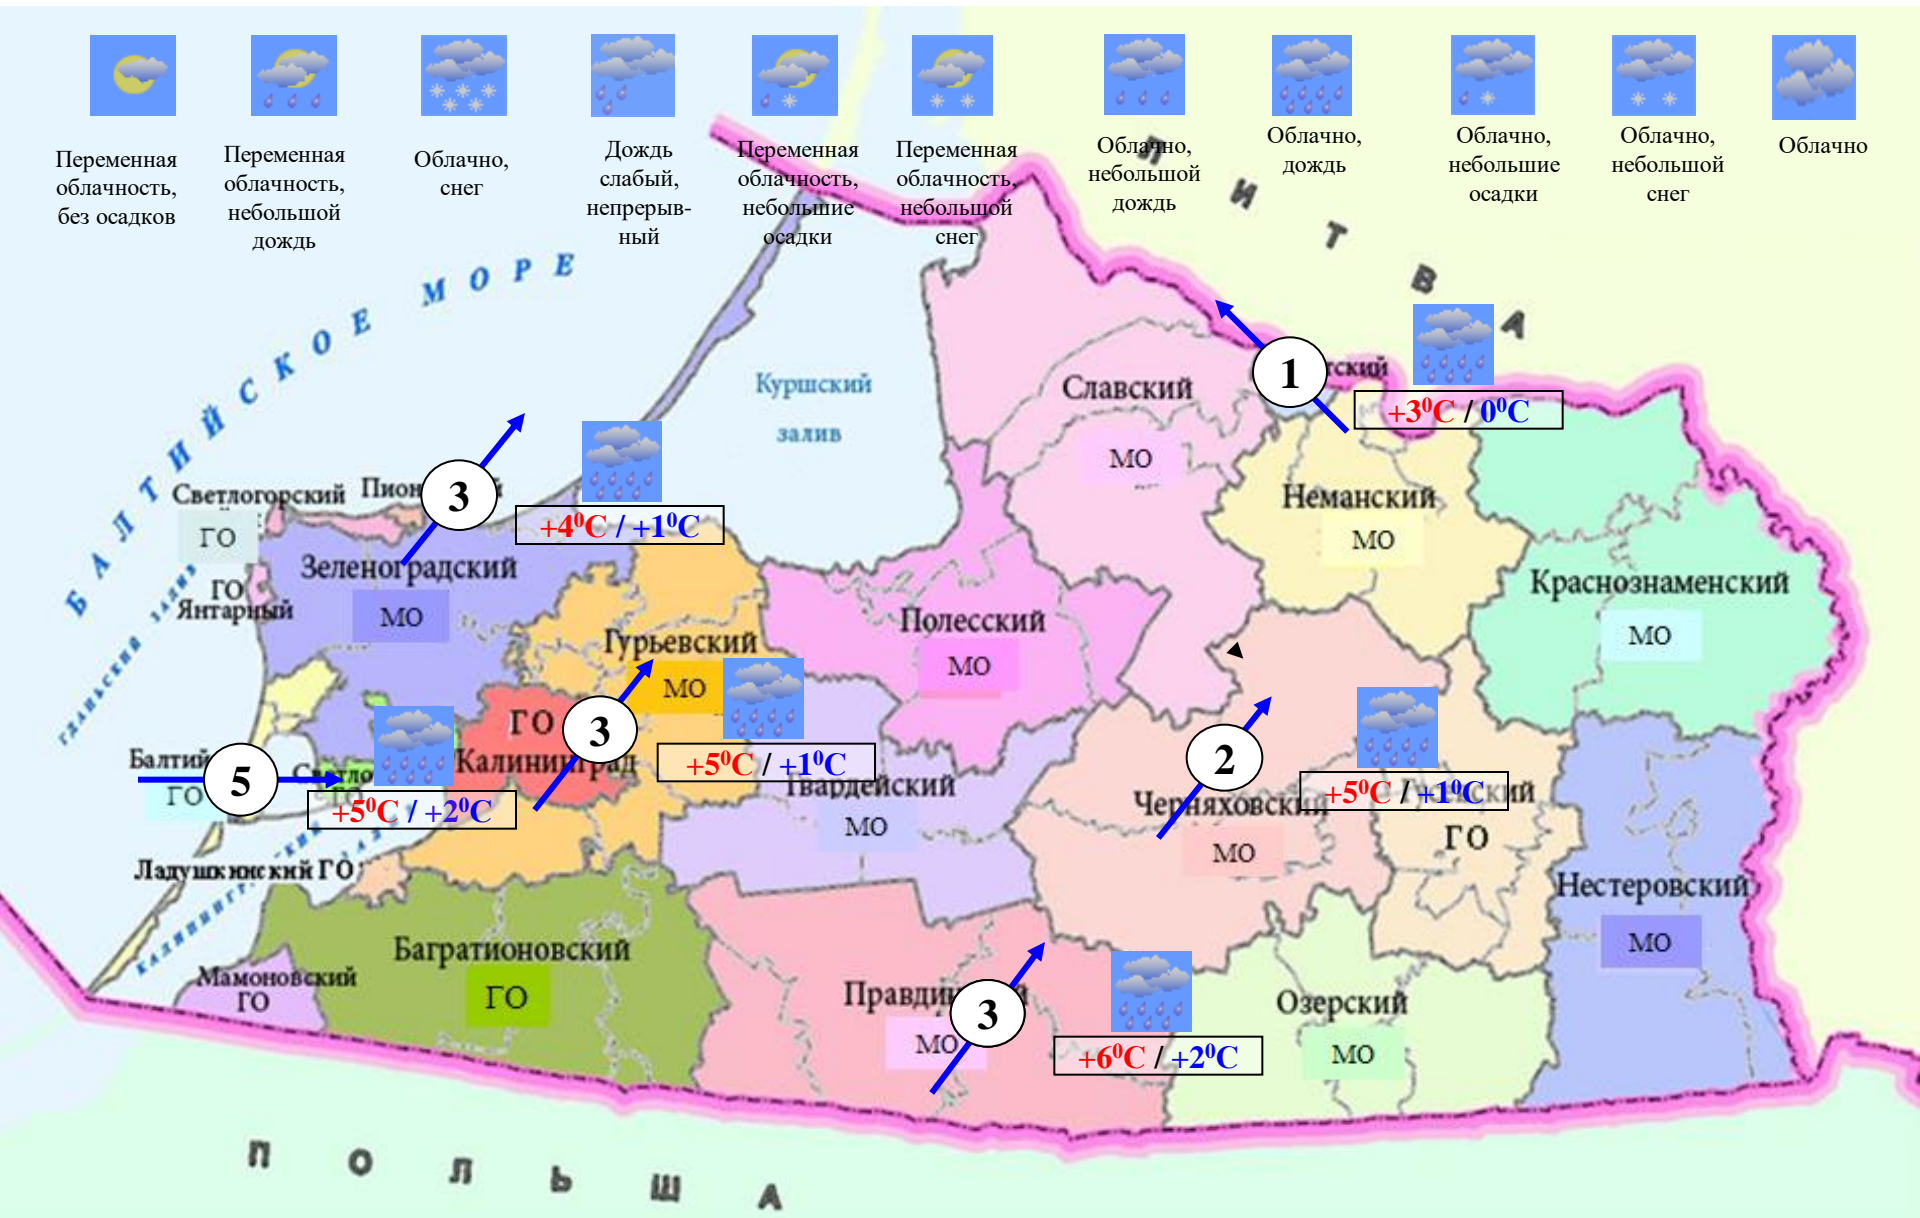 Переменная
облачность,
без осадков
Переменная
облачность,
небольшой
дождь
Облачно,
снег
Дождь
слабый,
непрерыв-
ный
Переменная
облачность,
небольшие
осадки
Переменная
облачность,
небольшой
снег
Облачно,
небольшой
дождь
Облачно,
дождь
Облачно,
небольшие
осадки
Облачно,
небольшой
снег
Облачно
БАЛТИЙСКОЕ МОРЕ
ЛИТВА
Куршский
залив
Славский
МО
1
+3⁰С / 0⁰С
3
+4⁰С / +1⁰С
Светлогорский
ГО
ГО
Янтарный
Зеленоградский
МО
Неманский
МО
Краснознаменский
МО
Полесский
МО
Гурьевский
МО
ГО
Калининград
3
+5⁰С / +1⁰С
ГО
5
+5⁰С / +2⁰С
Гвардейский
МО
2
Черняховский
МО
+5⁰С / +1⁰С
ГО
Нестеровский
МО
Ладушкинский ГО
Багратионовский
ГО
Мамоновский
ГО
МО
3
+6⁰С / +2⁰С
Озерский
МО
ПОЛЬША